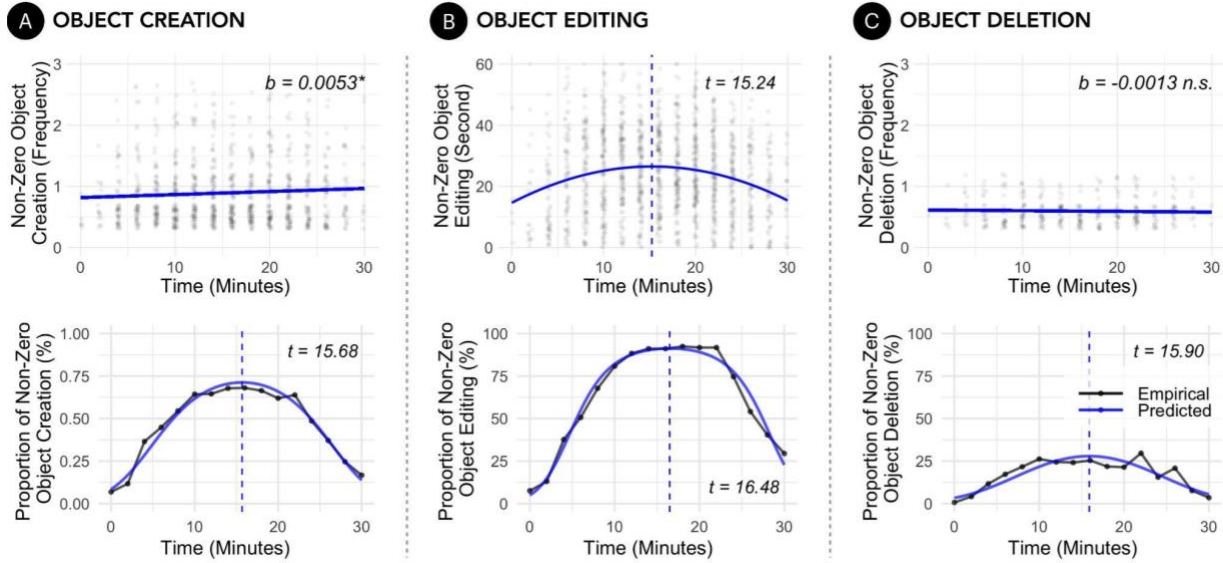 A OBJECT CREATION
Non-Zero Object
Creation (Frequency)
3
2
1
0
b = 0.0053*
0 10 20 30
Time (Minutes)
Proportion of Non-Zero
Object Creation (%)
1.00
0.75
0.50
0.25
0.00
t = 15.68
0 10 20 30
Time (Minutes)
B OBJECT EDITING
Non-Zero Object
Editing (Second)
60
40
20
0
t = 15.24
0 10 20 30
Time (Minutes)
Proportion of Non-Zero
Object Editing (%)
100
75
50
25
0
t = 16.48
0 10 20 30
Time (Minutes)
C OBJECT DELETION
Non-Zero Object
Deletion (Frequency)
3
2
1
0
b = -0.0013 n.s.
0 10 20 30
Time (Minutes)
Proportion of Non-Zero
Object Deletion (%)
100
75
50
25
0
t = 15.90
Empirical
Predicted
0 10 20 30
Time (Minutes)